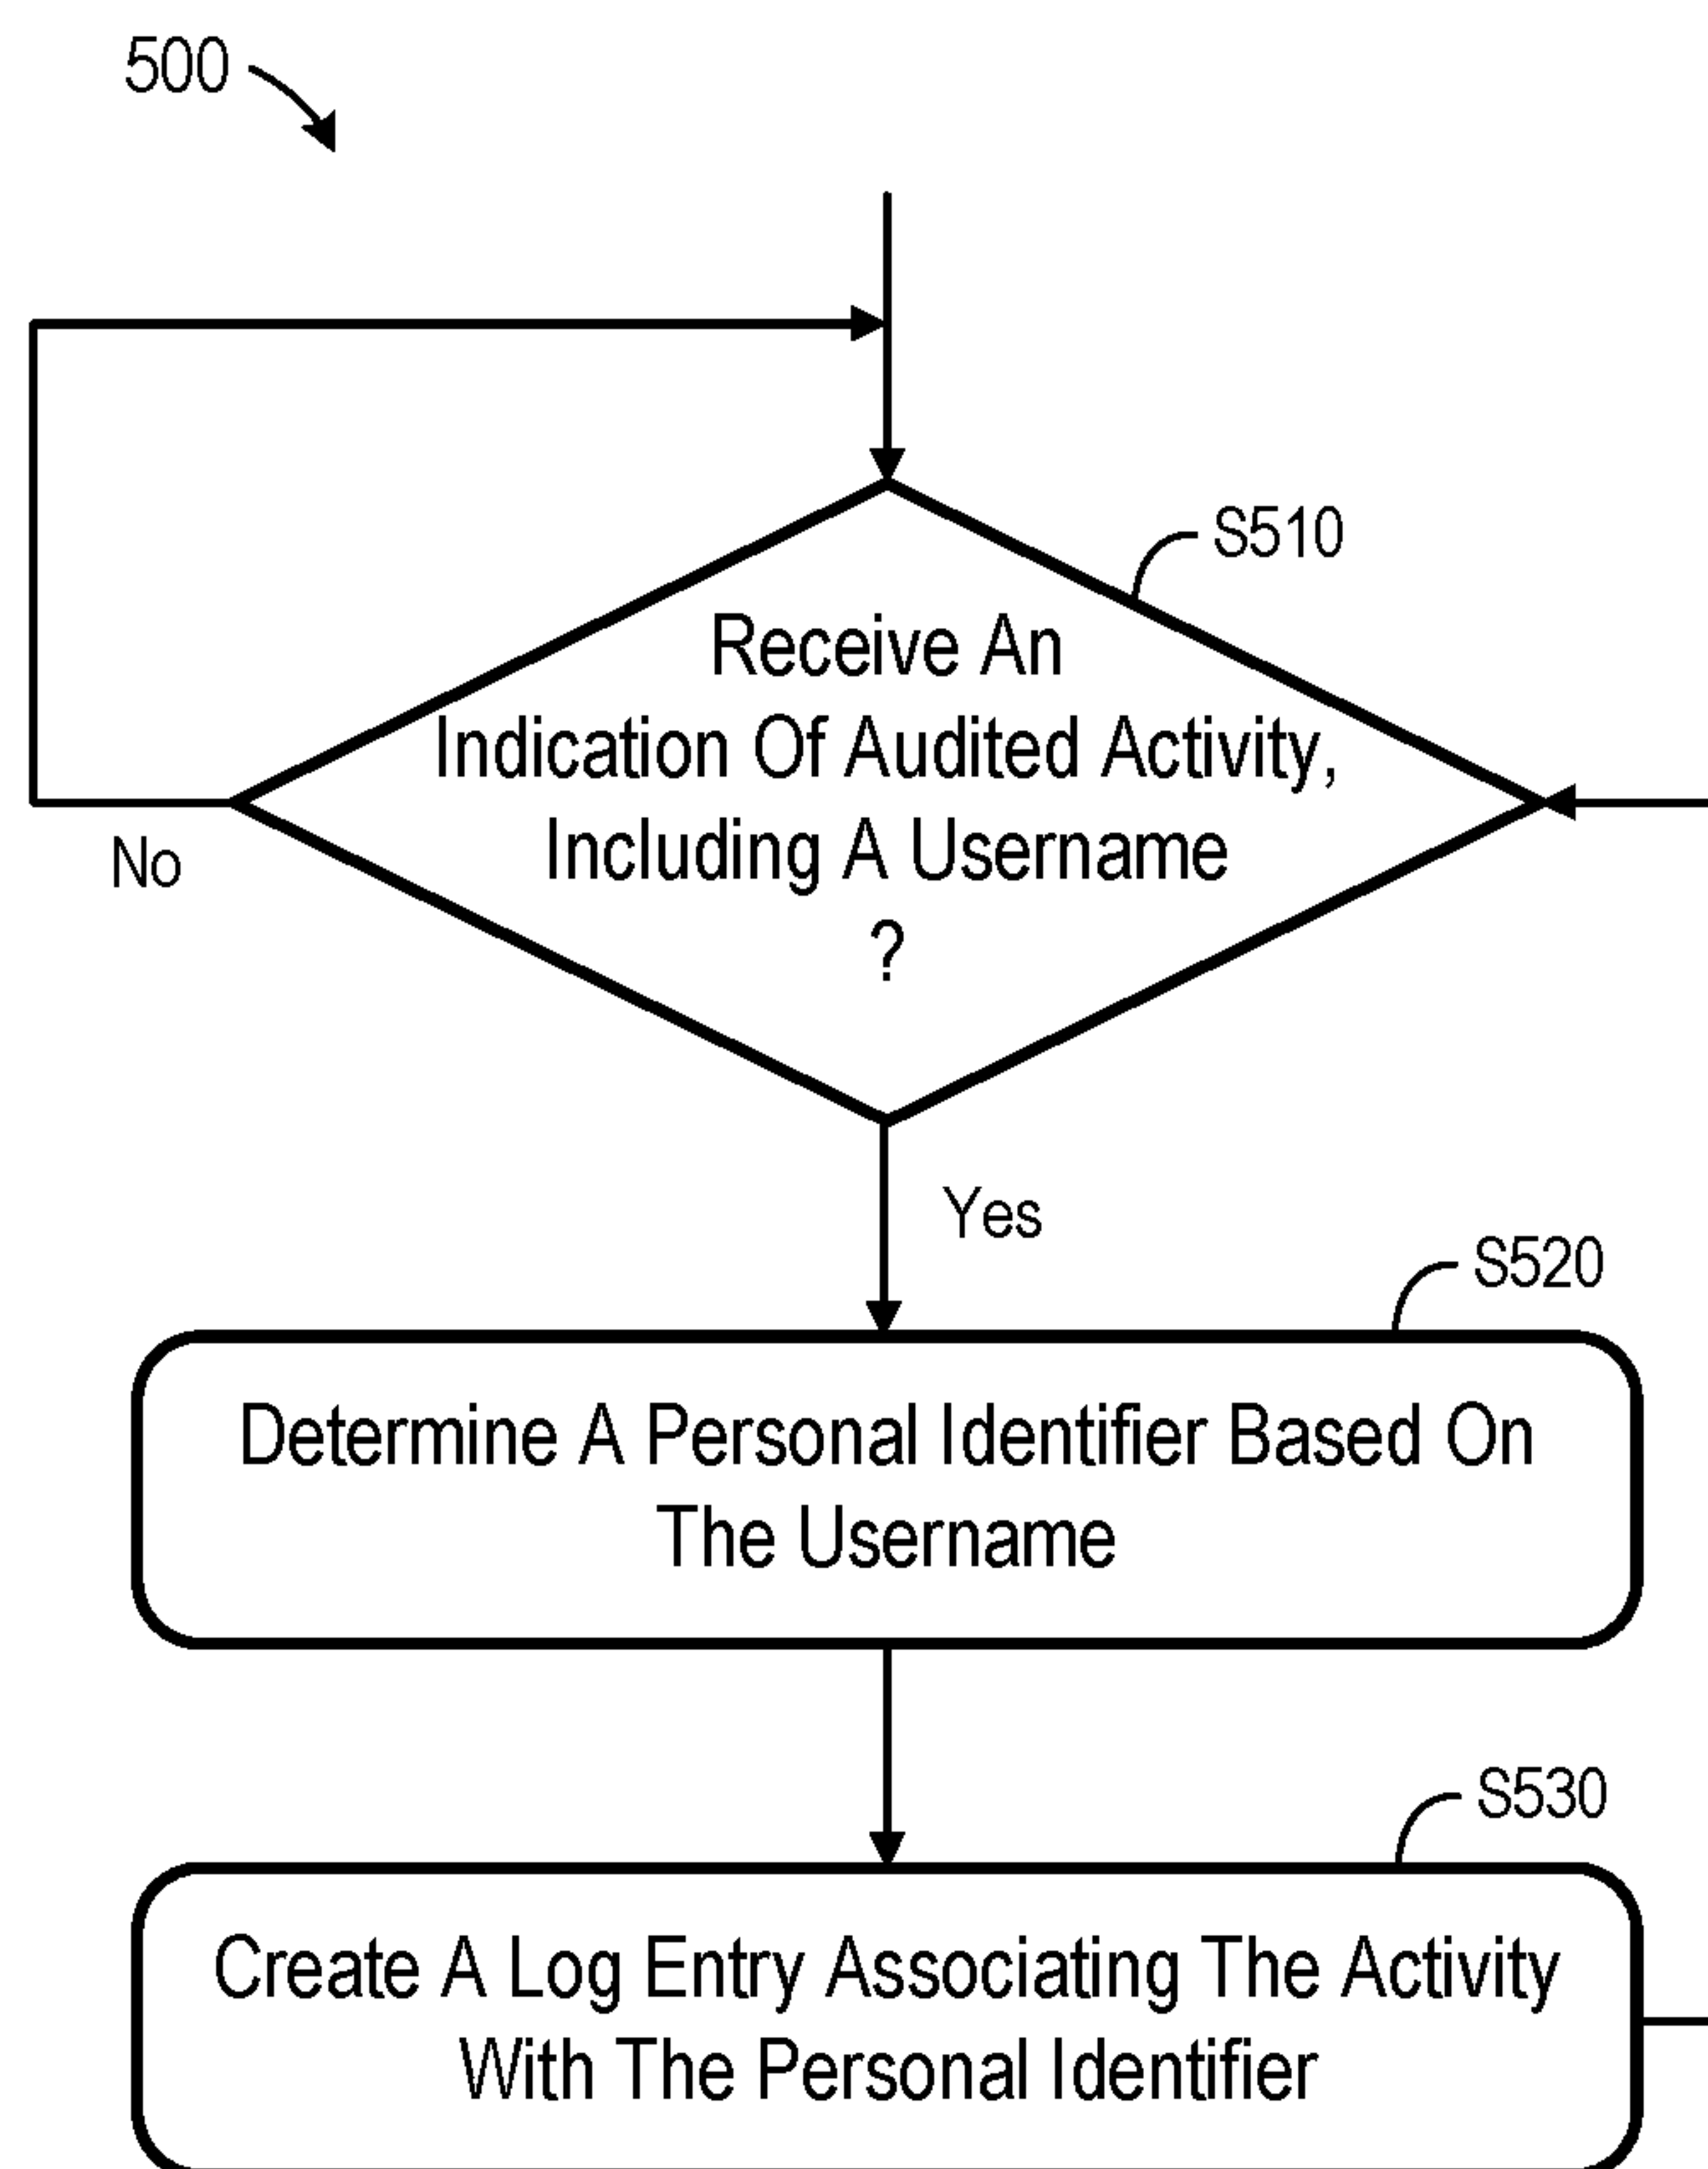 500
S510
Receive An
Indication Of Audited Activity,
Including A Username
?
No
Yes
S520
Determine A Personal Identifier Based On
The Username
S530
Create A Log Entry Associating The Activity
With The Personal Identifier